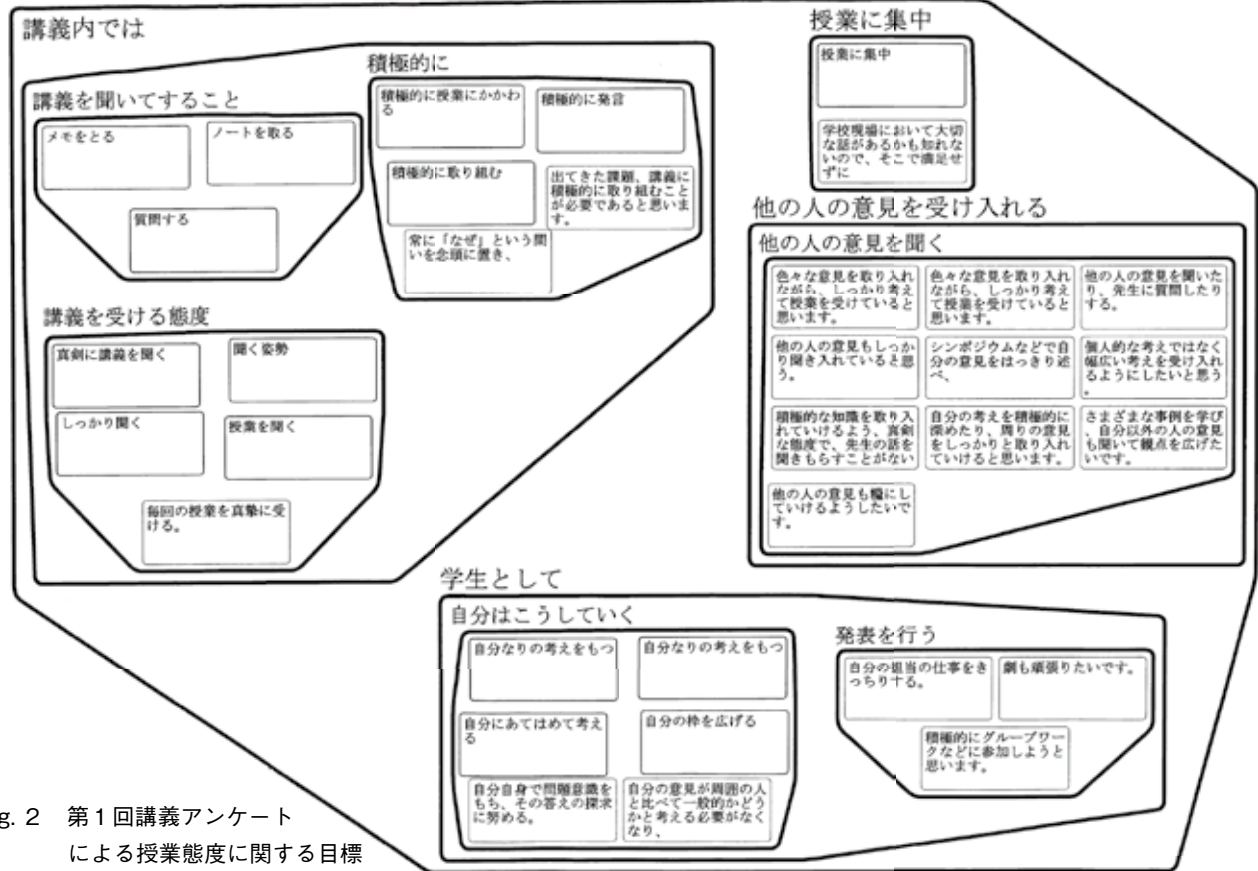 講義内では
講義を聞いてすること
メモをとる
ノートを取る
質問する
積極的に
積極的に授業にかかわ
る
積極的に発言
積極的に取り組む
出てきた課題、講義に
積極的に取り組むこと
が必要であると思いま
す。
常に「なぜ」という問
いを念頭に置き、
講義を受ける態度
真剣に講義を聞く
聞く姿勢
しっかり聞く
授業を聞く
毎回の授業を真摯に受
ける。
授業に集中
授業に集中
学校現場において大切
な話があるかも知れな
いので、そこで満足せ
ずに
他の人の意見を受け入れる
他の人の意見を聞く
色々な意見を取り入れ
ながら、しっかり考え
て授業を受けていると
思います。
色々な意見を取り入れ
ながら、しっかり考え
て授業を受けていると
思います。
他の人の意見を聞いた
り、先生に質問したり
する。
他の人の意見もしっか
り聞き入れていると思
う。
シンポジウムなどで自
分の意見をはっきり述
べ、
個人的な考えではなく
幅広い考えを受け入れ
るようにしたいと思う
。
積極的な知識を取り入
れていけるよう、真剣
な態度で、先生の話を
聞きもらすことがない
自分の考えを積極的に
深めたり、周りの意見
をしっかりと取り入れ
ていけると思います。
さまざまな事例を学び
、自分以外の人の意見
も聞いて観点を広げた
いです。
他の人の意見も糧にし
ていけるようしたいで
す。
学生として
自分はこうしていく
自分なりの考えをもつ
自分なりの考えをもつ
自分にあてはめて考え
る
自分の枠を広げる
自分自身で問題意識を
もち、その答えの探求
に努める。
自分の意見が周囲の人
と比べて一般的かどう
かと考える必要がなく
なり、
発表を行う
自分の担当の仕事をき
っちりする。
劇も頑張りたいです。
積極的にグループワー
クなどに参加しようと
思います。
g. 2 第1回講義アンケート
による授業態度に関する目標